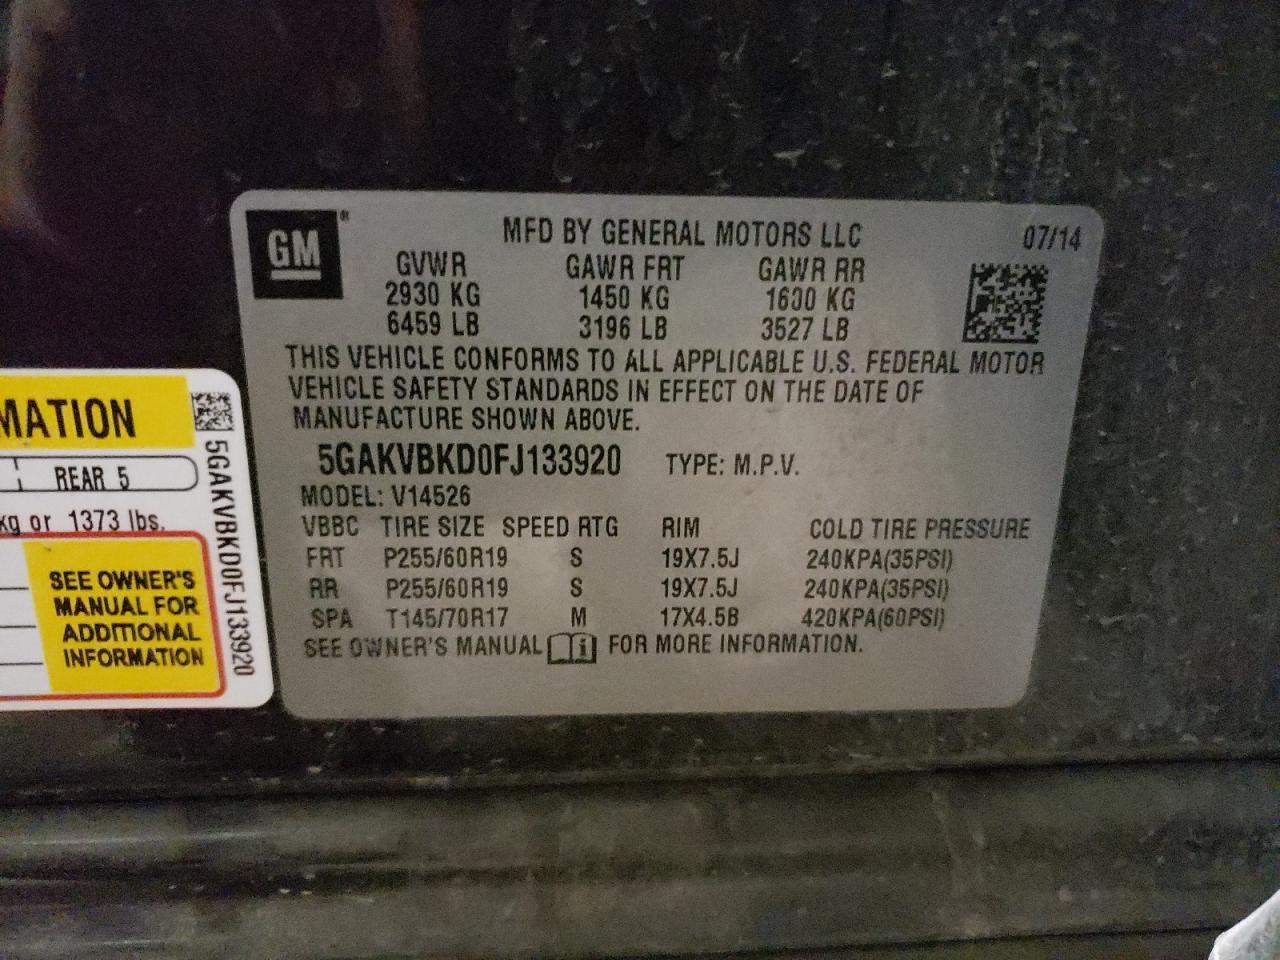 GM ®
MFD BY GENERAL MOTORS LLC 07/14
GVWR GAWR FRT GAWR RR
2930 KG 1450 KG 1600 KG
6459 LB 3196 LB 3527 LB
THIS VEHICLE CONFORMS TO ALL APPLICABLE U.S. FEDERAL MOTOR
VEHICLE SAFETY STANDARDS IN EFFECT ON THE DATE OF
MANUFACTURE SHOWN ABOVE.
5GAKVBKD0FJ133920 TYPE: M.P.V.
MODEL: V14526
VBBC TIRE SIZE SPEED RTG RIM COLD TIRE PRESSURE
FRT P255/60R19 S 19X7.5J 240KPA(35PSI)
RR P255/60R19 S 19X7.5J 240KPA(35PSI)
SPA T145/70R17 M 17X4.5B 420KPA(60PSI)
SEE OWNER'S MANUAL i FOR MORE INFORMATION.
MATION
REAR 5
kg or 1373 lbs.
SEE OWNER'S
MANUAL FOR
ADDITIONAL
INFORMATION
5GAKVBKD0FJ133920